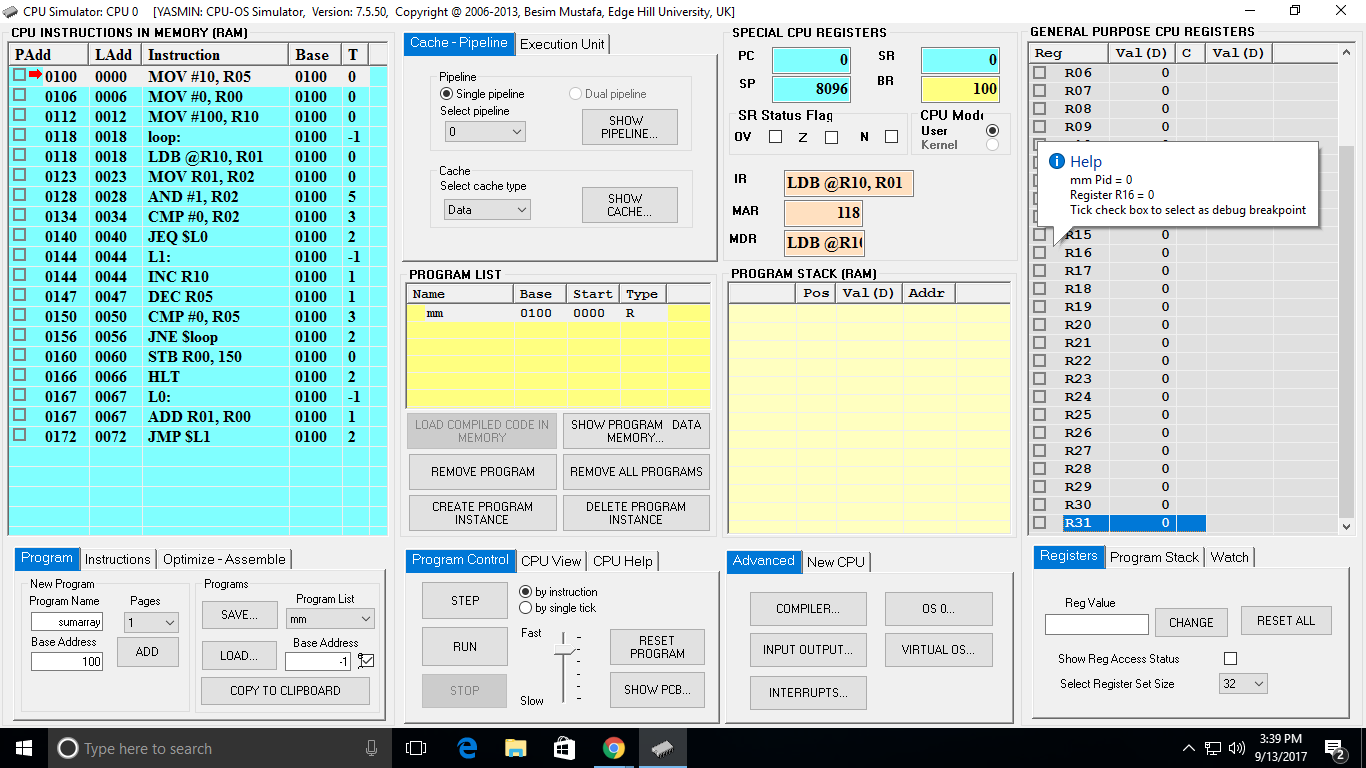 CPU Simulator: CPU 0 [YASMIN: CPU-OS Simulator, Version: 7.5.50, Copyright @ 2006-2013, Besim Mustafa, Edge Hill University, UK]
CPU INSTRUCTIONS IN MEMORY (RAM)
PAdd LAdd Instruction Base T
0100 0000 MOV #10, R05 0100 0
0106 0006 MOV #0, R00 0100 0
0112 0012 MOV #100, R10 0100 0
0118 0018 loop: 0100 -1
0118 0018 LDB @R10, R01 0100 0
0123 0023 MOV R01, R02 0100 0
0128 0028 AND #1, R02 0100 5
0134 0034 CMP #0, R02 0100 3
0140 0040 JEQ $L0 0100 2
0144 0044 L1: 0100 -1
0144 0044 INC R10 0100 1
0147 0047 DEC R05 0100 1
0150 0050 CMP #0, R05 0100 3
0156 0056 JNE $loop 0100 2
0160 0060 STB R00, 150 0100 0
0166 0066 HLT 0100 2
0167 0067 L0: 0100 -1
0167 0067 ADD R01, R00 0100 1
0172 0072 JMP $L1 0100 2
Program Instructions Optimize - Assemble
New Program
Program Name Pages
sumarray 1
Base Address
100 ADD
Programs
SAVE... Program List
mm
LOAD... Base Address
-1
COPY TO CLIPBOARD
Cache - Pipeline Execution Unit
Pipeline
Single pipeline Dual pipeline
Select pipeline
0 SHOW PIPELINE...
Cache
Select cache type
Data SHOW CACHE...
PROGRAM LIST
Name Base Start Type
mm 0100 0000 R
LOAD COMPILED CODE IN MEMORY
SHOW PROGRAM DATA MEMORY...
REMOVE PROGRAM REMOVE ALL PROGRAMS
CREATE PROGRAM INSTANCE
DELETE PROGRAM INSTANCE
Program Control CPU View CPU Help
STEP by instruction
by single tick
RUN Fast RESET PROGRAM
STOP Slow SHOW PCB...
SPECIAL CPU REGISTERS
PC 0 SR 0
SP 8096 BR 100
SR Status Flag
OV Z N
CPU Mode
User
Kernel
IR LDB @R10, R01
MAR 118
MDR LDB @R1
PROGRAM STACK (RAM)
Pos Val(D) Addr
Advanced New CPU
COMPILER... OS 0...
INPUT OUTPUT... VIRTUAL OS...
INTERRUPTS...
GENERAL PURPOSE CPU REGISTERS
Reg Val(D) C Val(D)
R06 0
R07 0
R08 0
R09 0
Help
mm Pid = 0
Register R16 = 0
Tick check box to select as debug breakpoint
R15 0
R16 0
R17 0
R18 0
R19 0
R20 0
R21 0
R22 0
R23 0
R24 0
R25 0
R26 0
R27 0
R28 0
R29 0
R30 0
R31 0
Registers Program Stack Watch
Reg Value
CHANGE RESET ALL
Show Reg Access Status
Select Register Set Size 32
Type here to search
3:39 PM
9/13/2017
2